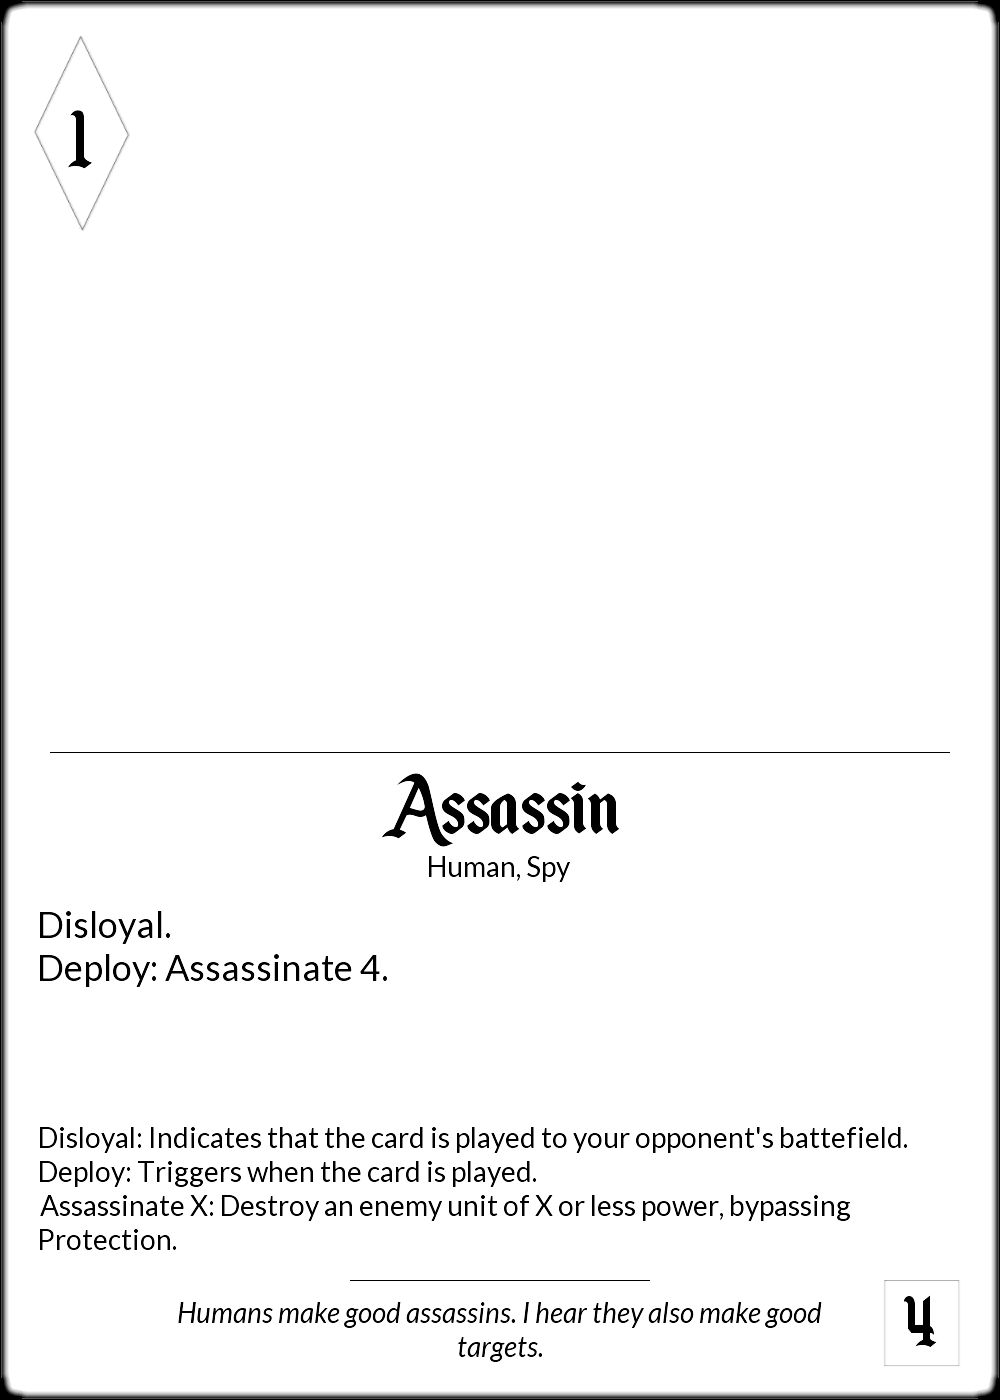 1
Assassin
Human, Spy
Disloyal.
Deploy: Assassinate 4.
Disloyal: Indicates that the card is played to your opponent's battefield.
Deploy: Triggers when the card is played.
Assassinate X: Destroy an enemy unit of X or less power, bypassing
Protection.
Humans make good assassins. I hear they also make good
targets.
4